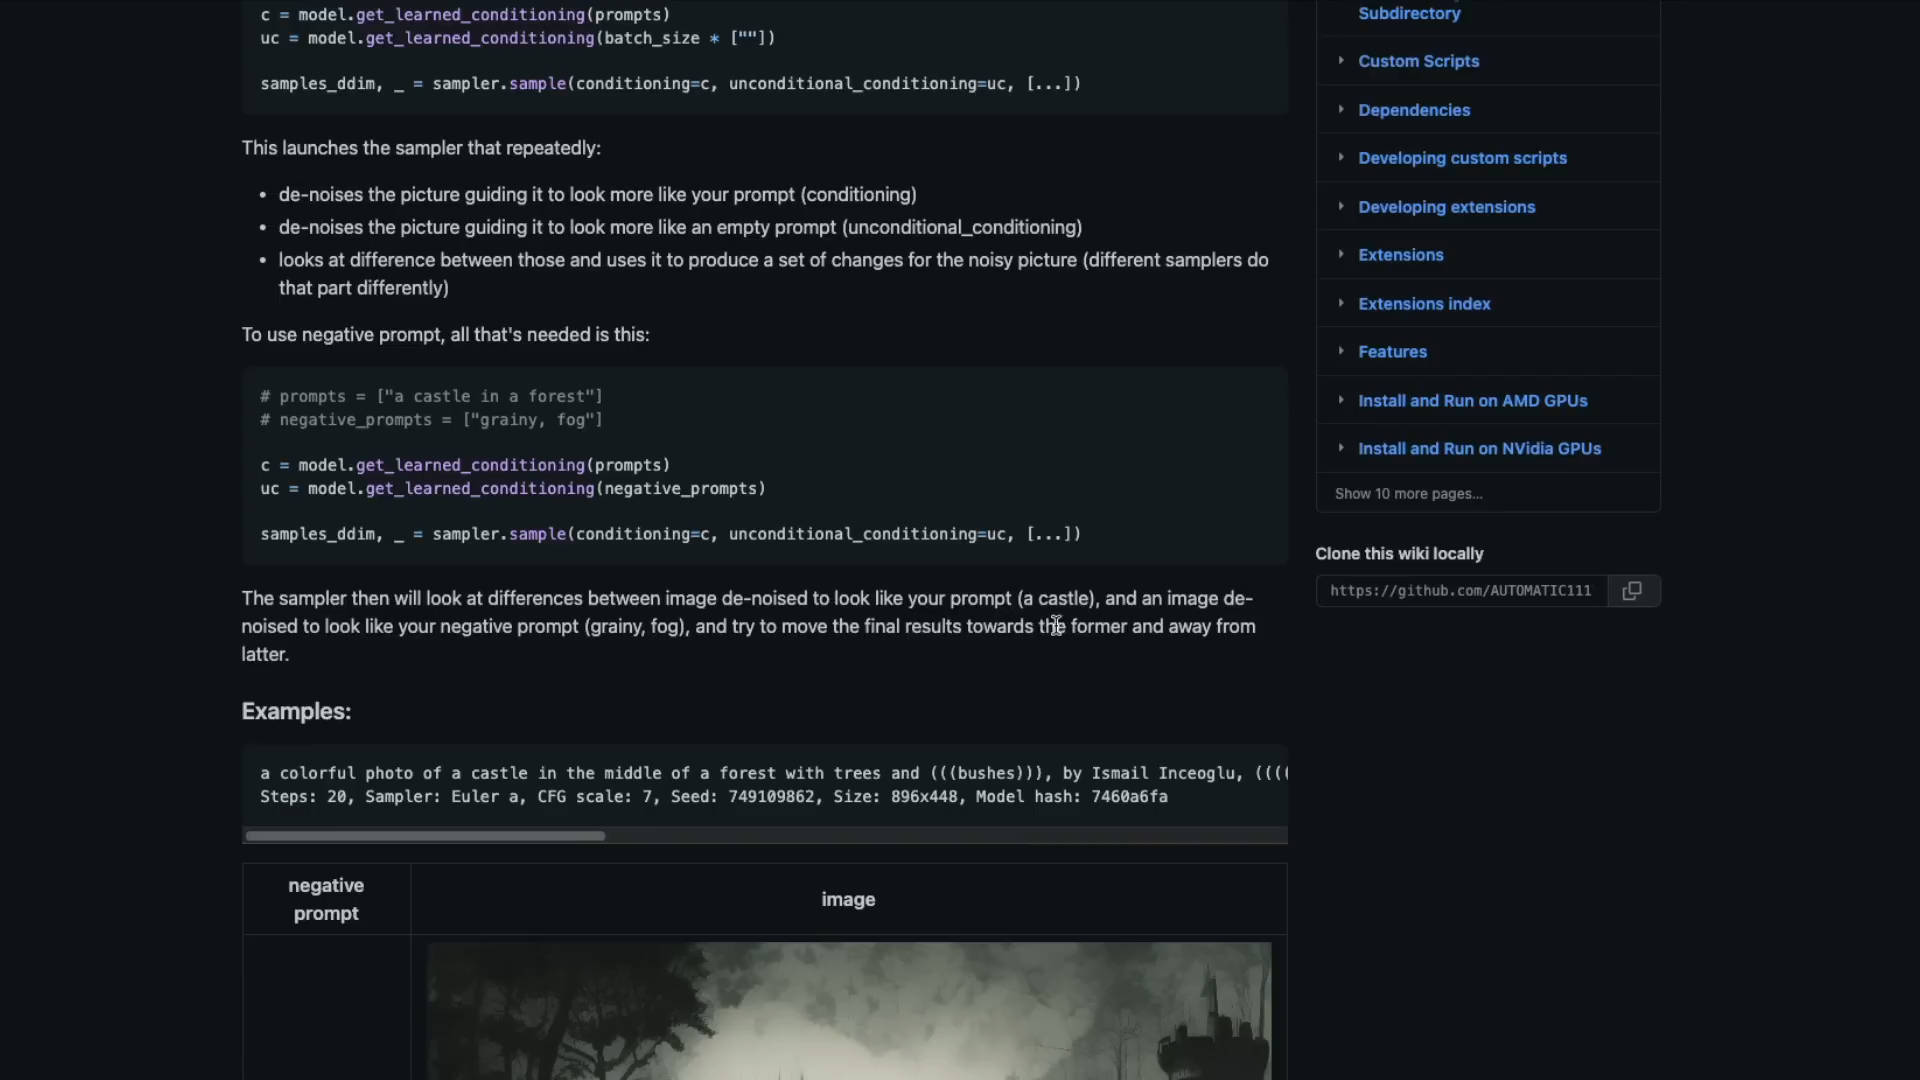 c = model.get_learned_conditioning(prompts)
uc = model.get_learned_conditioning(batch_size * [""])
samples_ddim, _ = sampler.sample(conditioning=c, unconditional_conditioning=uc, [...])
This launches the sampler that repeatedly:
• de-noises the picture guiding it to look more like your prompt (conditioning)
• de-noises the picture guiding it to look more like an empty prompt (unconditional_conditioning)
• looks at difference between those and uses it to produce a set of changes for the noisy picture (different samplers do
that part differently)
To use negative prompt, all that's needed is this:
# prompts = ["a castle in a forest"]
# negative_prompts = ["grainy, fog"]
c = model.get_learned_conditioning(prompts)
uc = model.get_learned_conditioning(negative_prompts)
samples_ddim, _ = sampler.sample(conditioning=c, unconditional_conditioning=uc, [...])
The sampler then will look at differences between image de-noised to look like your prompt (a castle), and an image de-
noised to look like your negative prompt (grainy, fog), and try to move the final results towards the former and away from
latter.
Examples:
a colorful photo of a castle in the middle of a forest with trees and (((bushes))), by Ismail Inceoglu, ((((
Steps: 20, Sampler: Euler a, CFG scale: 7, Seed: 749109862, Size: 896x448, Model hash: 7460a6fa
negative
prompt
image
Subdirectory
Custom Scripts
Dependencies
Developing custom scripts
Developing extensions
Extensions
Extensions index
Features
Install and Run on AMD GPUs
Install and Run on NVidia GPUs
Show 10 more pages...
Clone this wiki locally
https://github.com/AUTOMATIC111